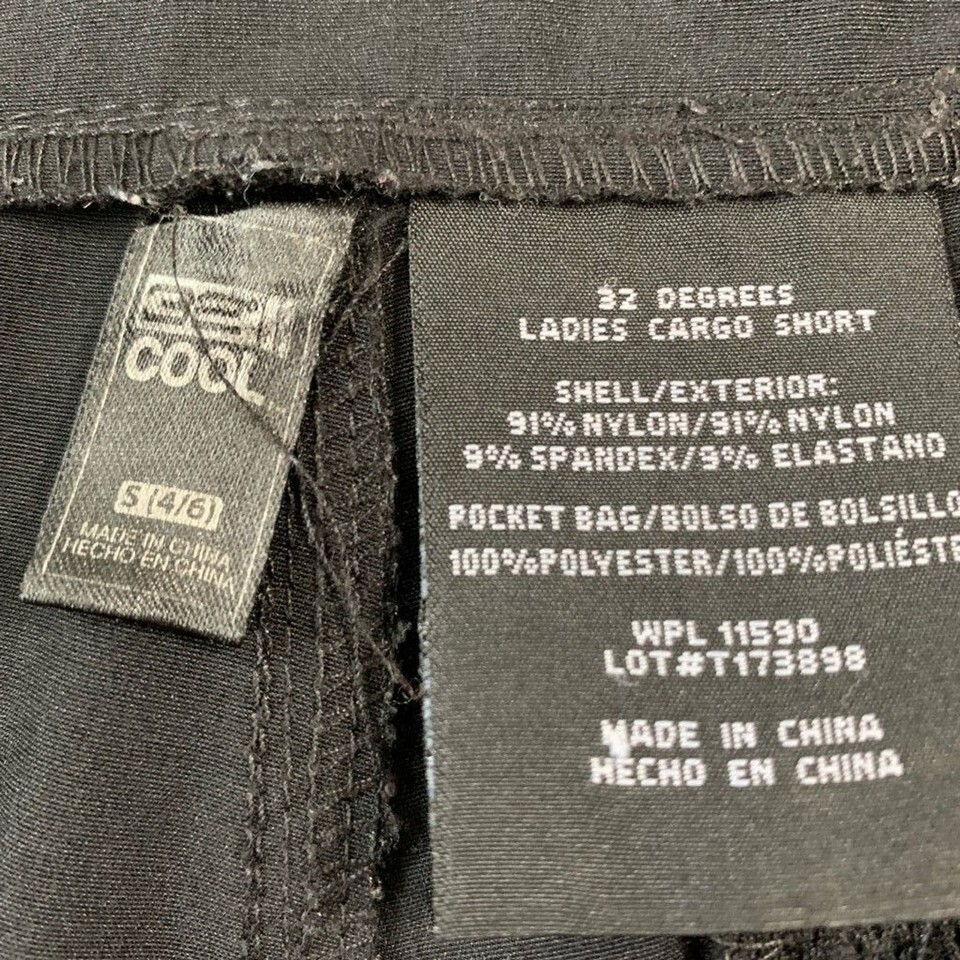 COOL
S (4/6)
MADE IN CHINA
HECHO EN CHINA
32 DEGREES
LADIES CARGO SHORT
SHELL/EXTERIOR:
91% NYLON/91% NYLON
9% SPANDEX/9% ELASTAND
POCKET BAG/BOLSO DE BOLSILLO
100%POLYESTER/100%POLIÉSTE
WPL 11590
LOT#T173898
MADE IN CHINA
HECHO EN CHINA